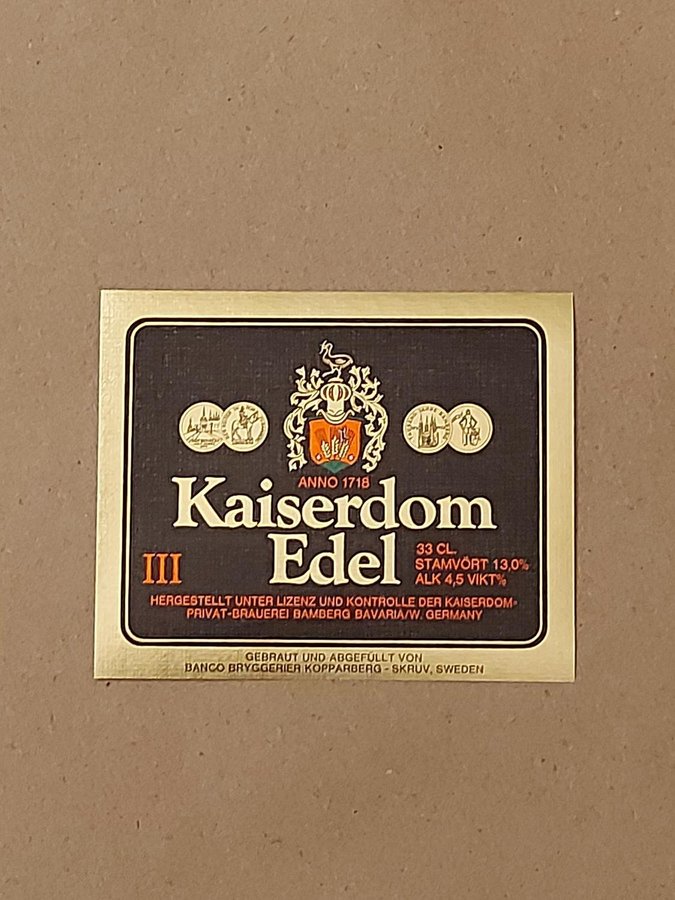 ANNO 1718
Kaiserdom
Edel
III
33 CL.
STAMVÖRT 13,0%
ALK 4,5 VIKT%
HERGESTELLT UNTER LIZENZ UND KONTROLLE DER KAISERDOM-
PRIVAT-BRAUEREI BAMBERG BAVARIA/W. GERMANY
GEBRAUT UND ABGEFÜLLT VON
BANCO BRYGGERIER KOPPARBERG - SKRUV, SWEDEN